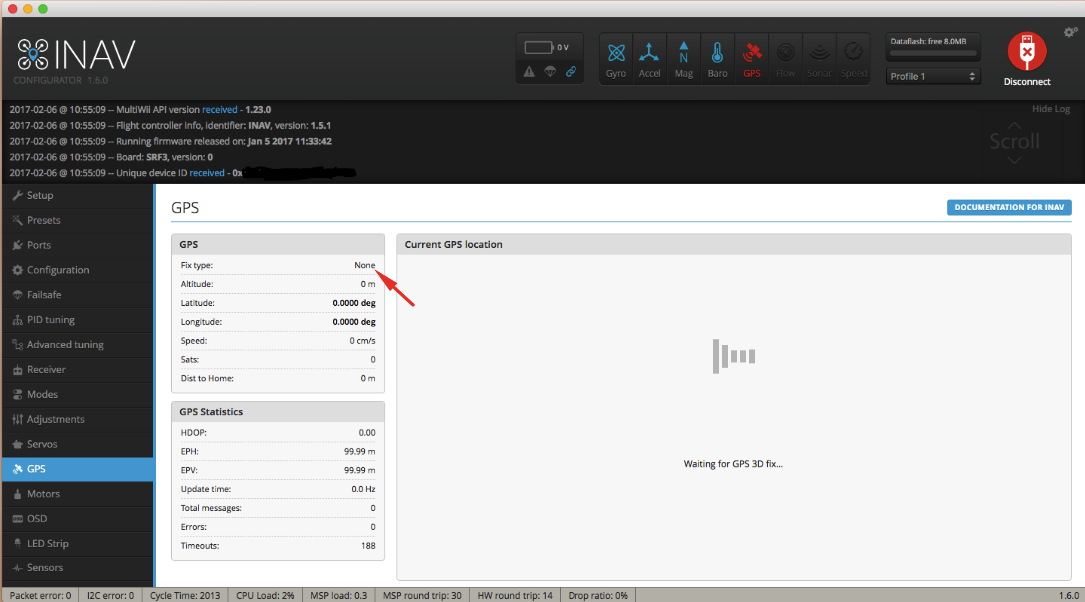 INAV
CONFIGURATOR 1.6.0
0 V
Gyro Accel Mag Baro GPS Flow Sonar Speed
Dataflash: free 8.0MB
Profile 1
Disconnect
2017-02-06 @ 10:55:09 -- MultiWii API version received - 1.23.0
2017-02-06 @ 10:55:09 -- Flight controller info, identifier: INAV, version: 1.5.1
2017-02-06 @ 10:55:09 -- Running firmware released on: Jan 5 2017 11:33:42
2017-02-06 @ 10:55:09 -- Board: SRF3, version: 0
2017-02-06 @ 10:55:09 -- Unique device ID received - 0x
Hide Log
Scroll
Setup
Presets
Ports
Configuration
Failsafe
PID tuning
Advanced tuning
Receiver
Modes
Adjustments
Servos
GPS
Motors
OSD
LED Strip
Sensors
GPS
DOCUMENTATION FOR INAV
GPS
Fix type: None
Altitude: 0 m
Latitude: 0.0000 deg
Longitude: 0.0000 deg
Speed: 0 cm/s
Sats: 0
Dist to Home: 0 m
GPS Statistics
HDOP: 0.00
EPH: 99.99 m
EPV: 99.99 m
Update time: 0.0 Hz
Total messages: 0
Errors: 0
Timeouts: 188
Current GPS location
Waiting for GPS 3D fix...
Packet error: 0 I2C error: 0 Cycle Time: 2013 CPU Load: 2% MSP load: 0.3 MSP round trip: 30 HW round trip: 14 Drop ratio: 0% 1.6.0